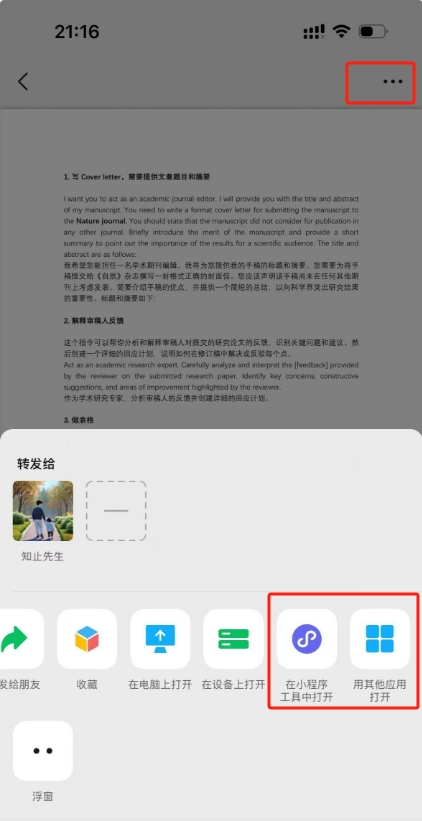 21:16
1. 写 Cover letter，需要提供文章题目和摘要
I want you to act as an academic journal editor. I will provide you with the title and abstract
of my manuscript. You need to write a format cover letter for submitting the manuscript to
the Nature journal. You should state that the manuscript did not consider for publication in
any other journal. Briefly introduce the merit of the manuscript and provide a short
summary to point out the importance of the results for a scientific audience. The title and
abstract are as follows:
我希望您能担任一名学术期刊编辑。我将为您提供我的手稿的标题和摘要。您需要为将手
稿提交给《自然》杂志撰写一封格式正确的封面信。您应该声明该手稿尚未在任何其他期
刊上考虑发表。简要介绍手稿的优点，并提供一个简短的总结，以向科学界突出研究结果
的重要性。标题和摘要如下：
2. 解释审稿人反馈
这个指令可以帮你分析和解释审稿人对提交的研究论文的反馈，识别关键问题和建议，然
后创建一个详细的回应计划，说明如何在修订稿中解决或反驳每个点。
Act as an academic research expert. Carefully analyze and interpret the [feedback] provided
by the reviewer on the submitted research paper. Identify key concerns, constructive
suggestions, and areas of improvement highlighted by the reviewer.
作为学术研究专家，分析审稿人的反馈并创建详细的回应计划。
3. 做表格
转发给
知止先生
发给朋友
收藏
在电脑上打开
在设备上打开
在小程序
工具中打开
用其他应用
打开
浮窗